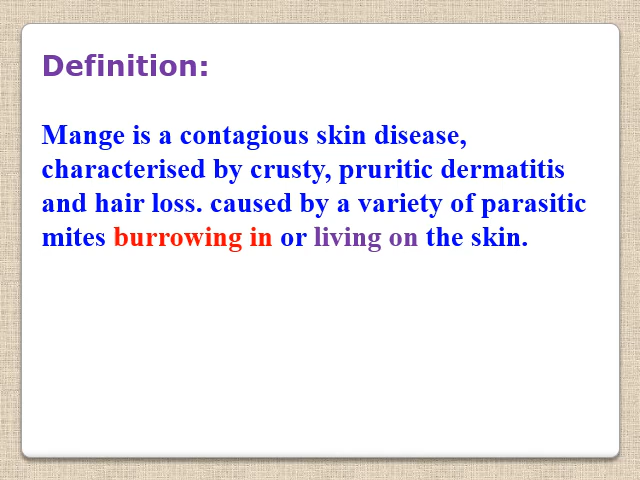 Definition:
Mange is a contagious skin disease,
characterised by crusty, pruritic dermatitis
and hair loss. caused by a variety of parasitic
mites burrowing in or living on the skin.